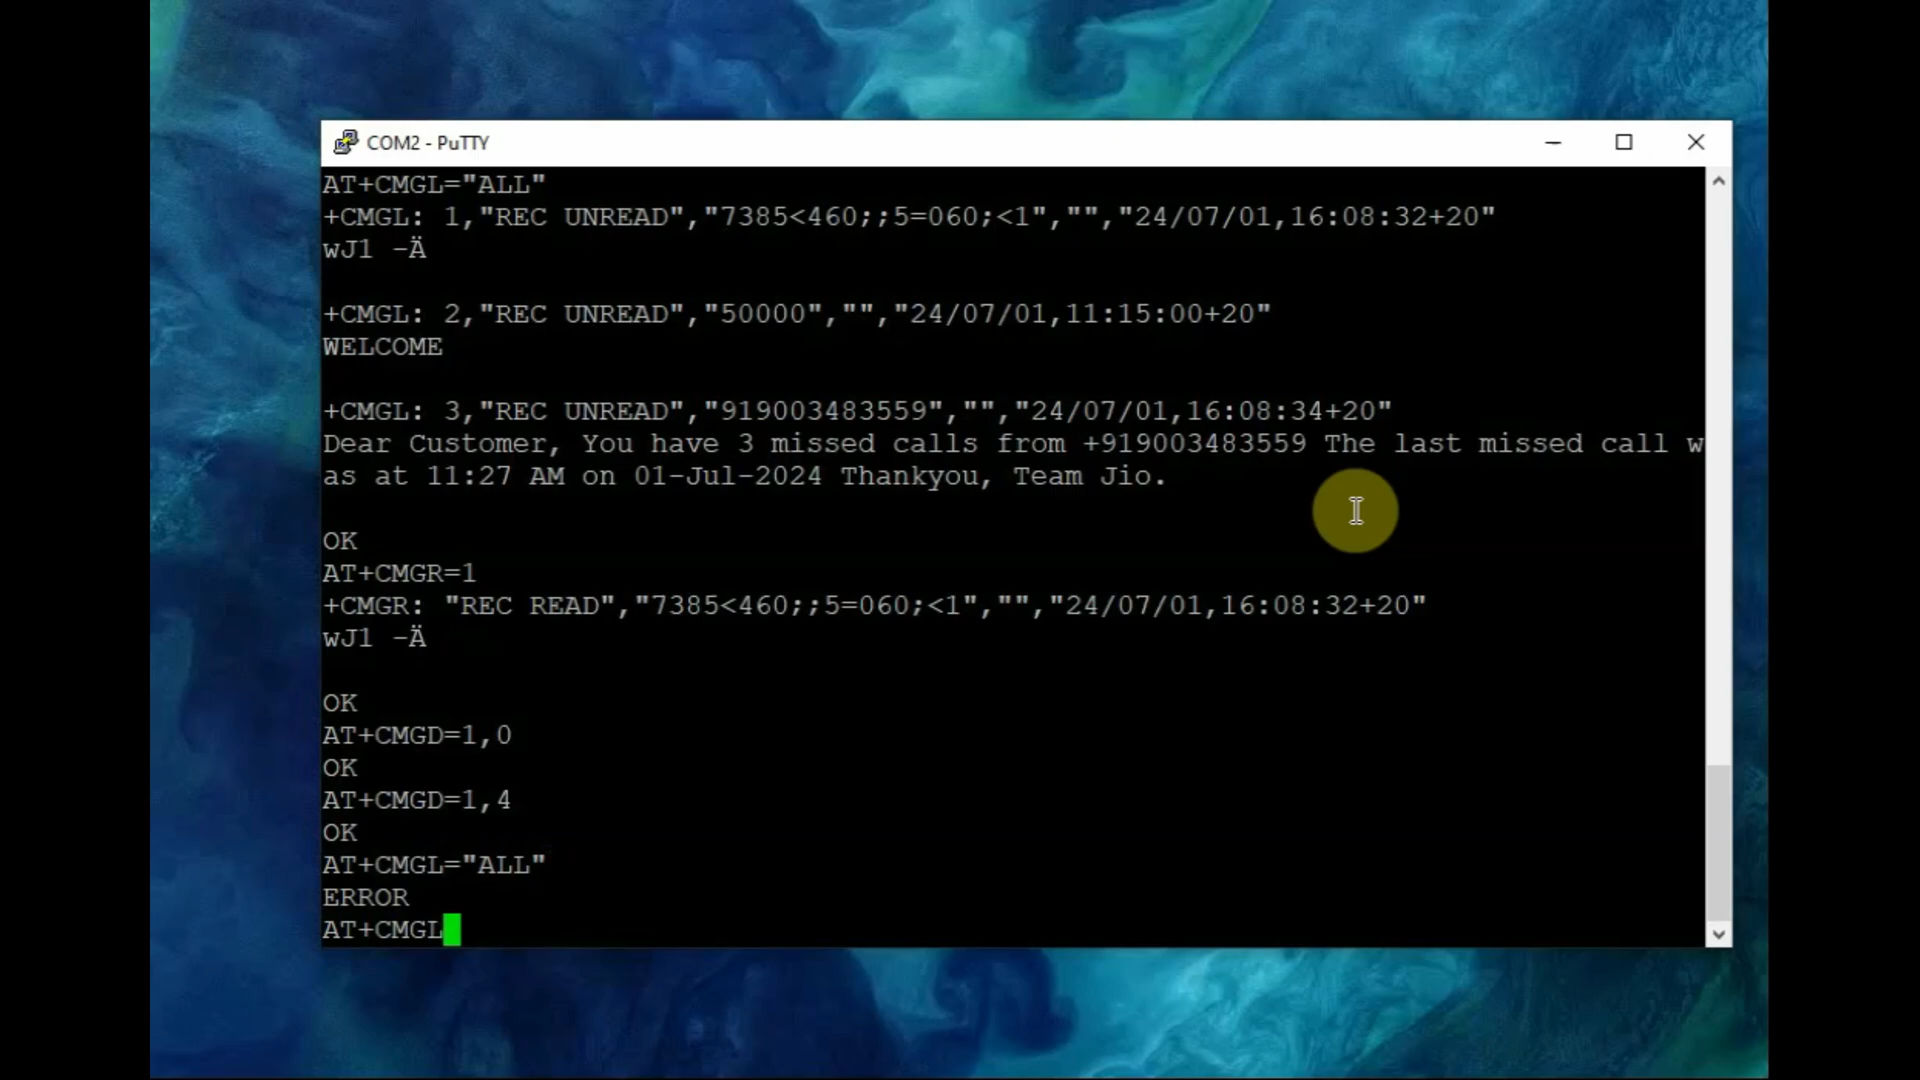 COM2 - PuTTY
AT+CMGL="ALL"
+CMGL: 1,"REC UNREAD","7385<460;;5=060;<1","","24/07/01,16:08:32+20"
wJ1 -Ä
+CMGL: 2,"REC UNREAD","50000","","24/07/01,11:15:00+20"
WELCOME
+CMGL: 3,"REC UNREAD","919003483559","","24/07/01,16:08:34+20"
Dear Customer, You have 3 missed calls from +919003483559 The last missed call w
as at 11:27 AM on 01-Jul-2024 Thankyou, Team Jio.
OK
AT+CMGR=1
+CMGR: "REC READ","7385<460;;5=060;<1","","24/07/01,16:08:32+20"
wJ1 -Ä
OK
AT+CMGD=1,0
OK
AT+CMGD=1,4
OK
AT+CMGL="ALL"
ERROR
AT+CMGL